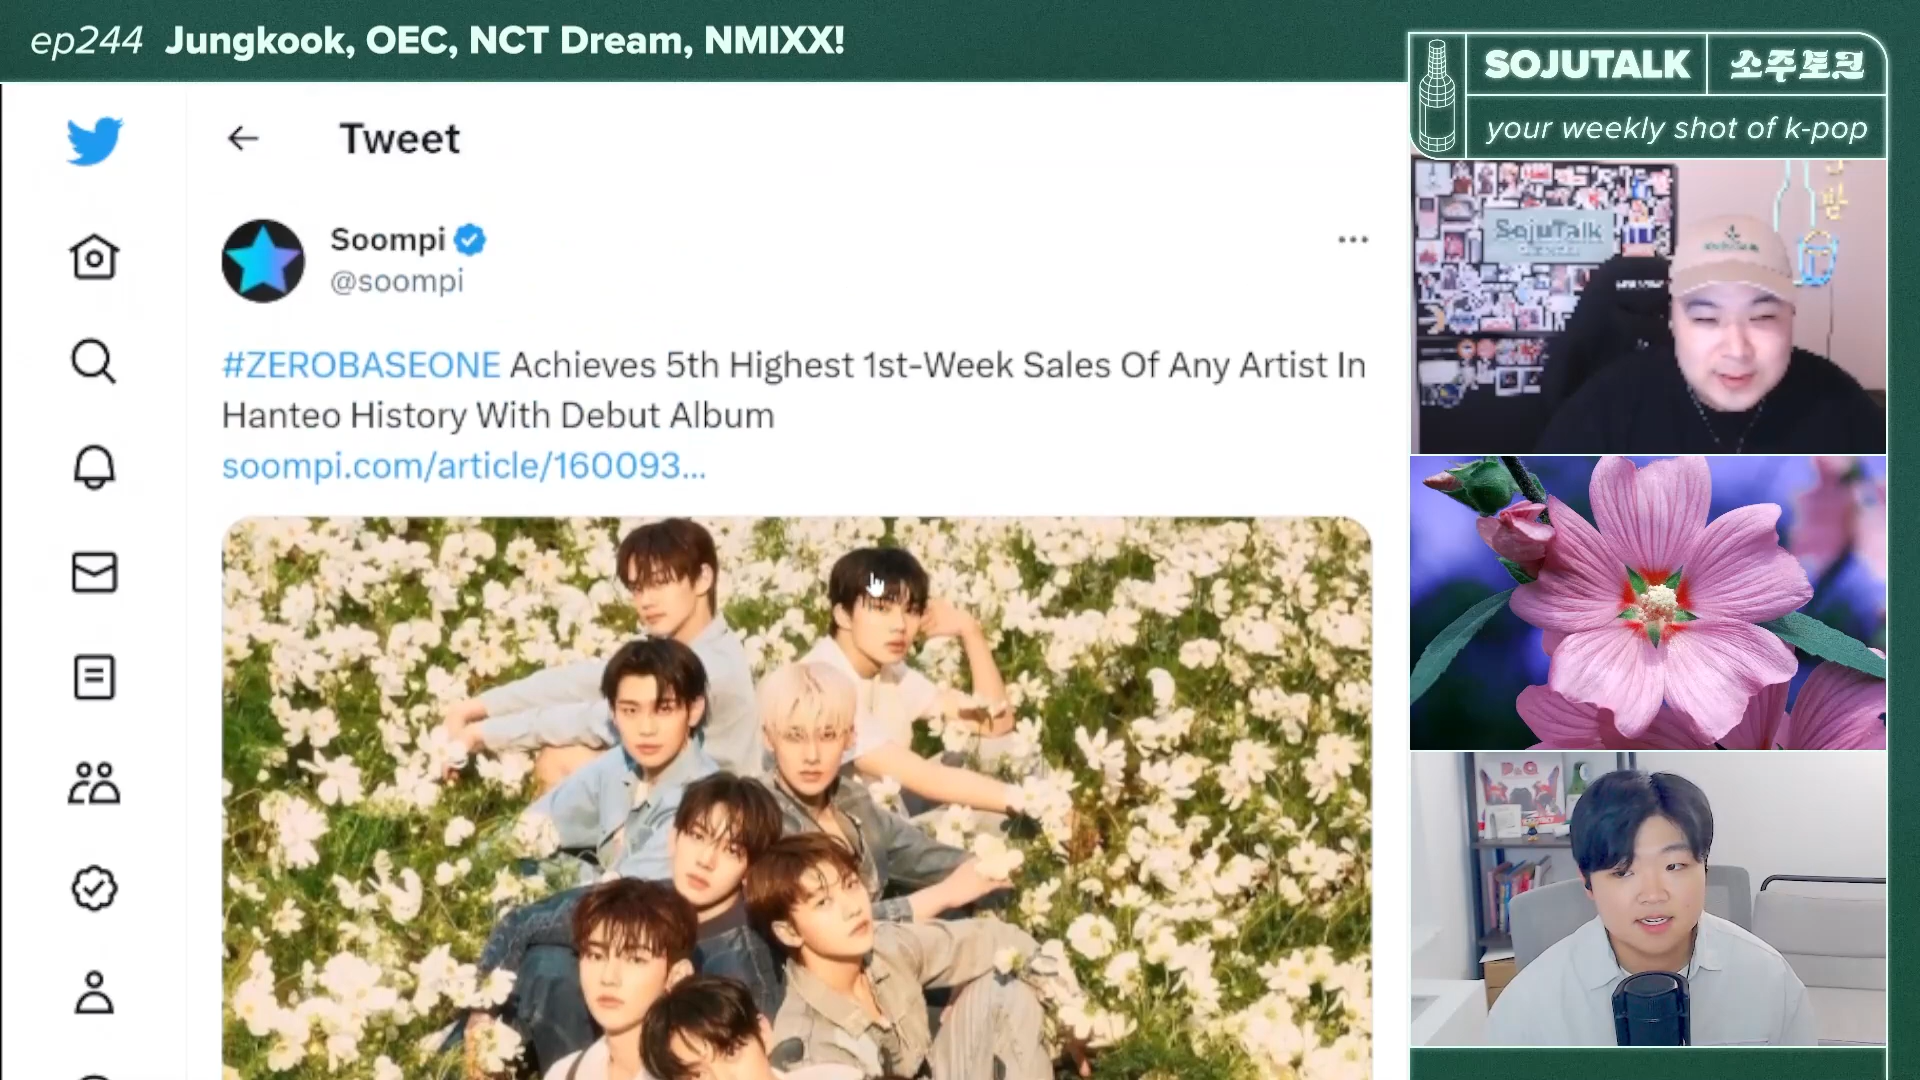 ep244 Jungkook, OEC, NCT Dream, NMIXX!
SOJUTALK 소주토크
your weekly shot of k-pop
Tweet
Soompi
@soompi
#ZEROBASEONE Achieves 5th Highest 1st-Week Sales Of Any Artist In
Hanteo History With Debut Album
soompi.com/article/160093...
SojuTalk
D&Q